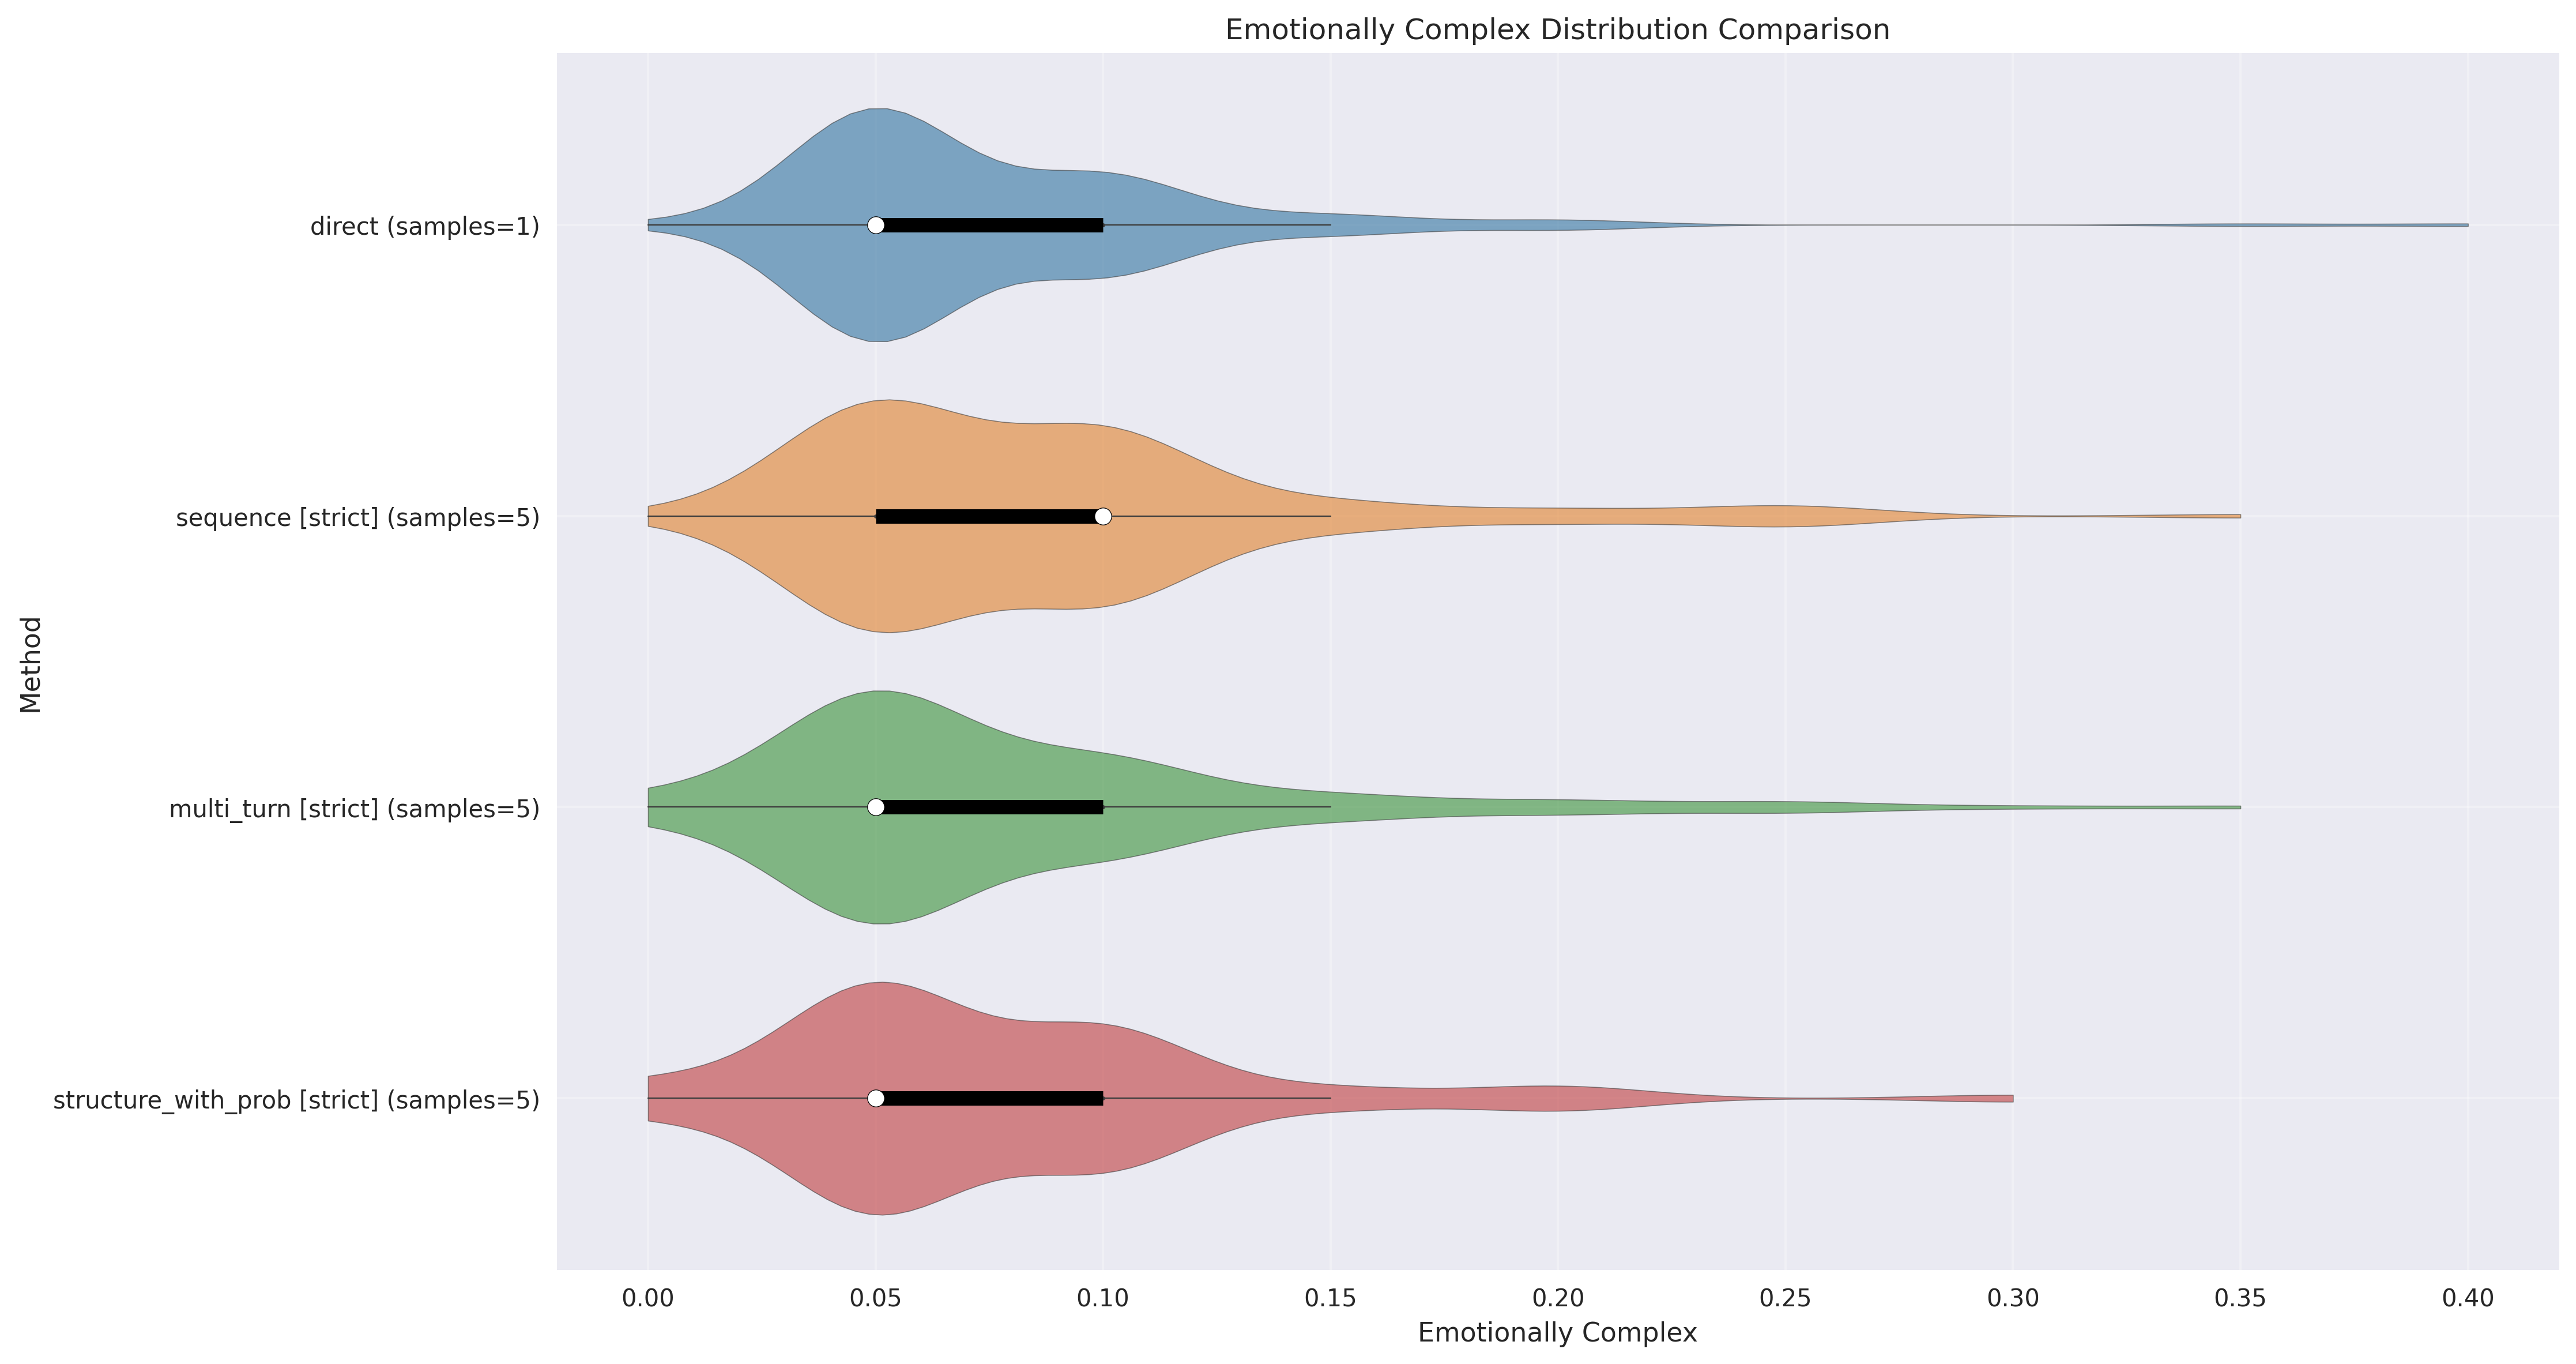 Emotionally Complex Distribution Comparison
Method
direct (samples=1)
sequence [strict] (samples=5)
multi_turn [strict] (samples=5)
structure_with_prob [strict] (samples=5)
0.00 0.05 0.10 0.15 0.20 0.25 0.30 0.35 0.40
Emotionally Complex